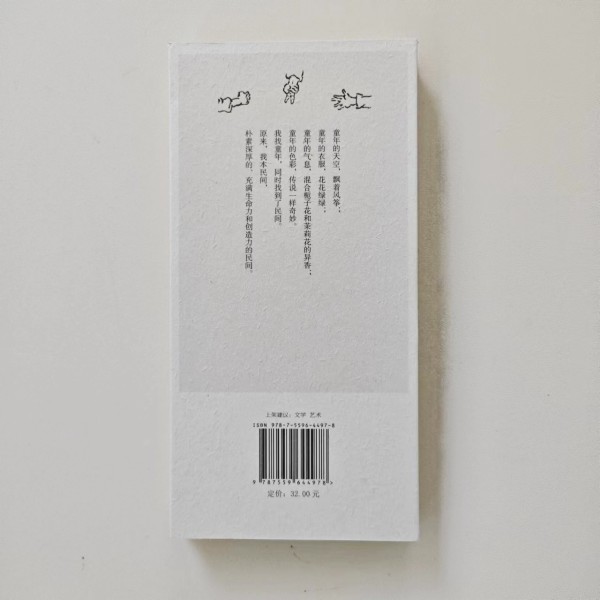 童年的天空，飘着风筝；
童年的衣服，花花绿绿；
童年的气息，混合栀子花和茉莉花的异香；
童年的色彩，传说一样奇妙。
我找童年，同时找到了民间。
原来，我本民间，
朴素深厚的、充满生命力和创造力的民间。
上架建议：文学 艺术
ISBN 978-7-5596-4497-8
9 787559 644978 >
定价：32.00 元